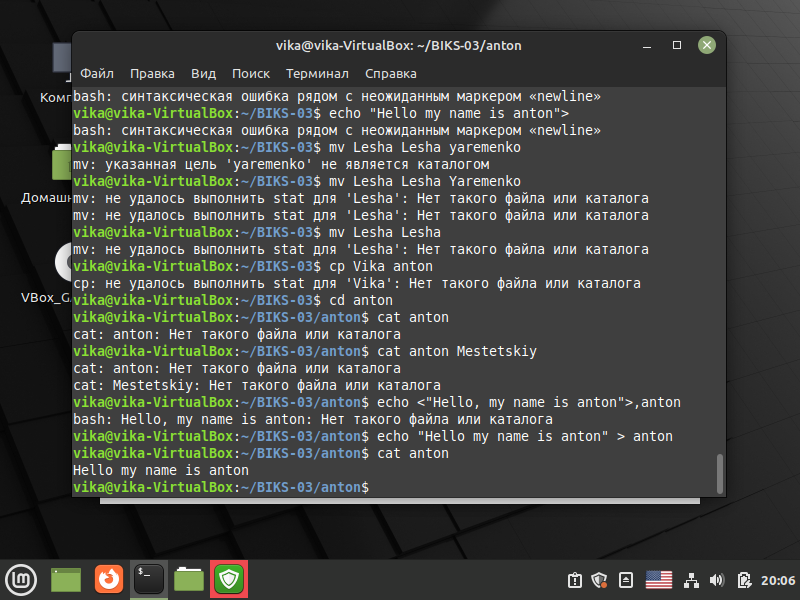 vika@vika-VirtualBox: ~/BIKS-03/anton
Файл Правка Вид Поиск Терминал Справка
bash: синтаксическая ошибка рядом с неожиданным маркером «newline»
vika@vika-VirtualBox:~/BIKS-03$ echo "Hello my name is anton">
bash: синтаксическая ошибка рядом с неожиданным маркером «newline»
vika@vika-VirtualBox:~/BIKS-03$ mv Lesha Lesha yaremenko
mv: указанная цель 'yaremenko' не является каталогом
vika@vika-VirtualBox:~/BIKS-03$ mv Lesha Lesha Yaremenko
mv: не удалось выполнить stat для 'Lesha': Нет такого файла или каталога
mv: не удалось выполнить stat для 'Lesha': Нет такого файла или каталога
vika@vika-VirtualBox:~/BIKS-03$ mv Lesha Lesha
mv: не удалось выполнить stat для 'Lesha': Нет такого файла или каталога
vika@vika-VirtualBox:~/BIKS-03$ cp Vika anton
cp: не удалось выполнить stat для 'Vika': Нет такого файла или каталога
vika@vika-VirtualBox:~/BIKS-03$ cd anton
vika@vika-VirtualBox:~/BIKS-03/anton$ cat anton
cat: anton: Нет такого файла или каталога
vika@vika-VirtualBox:~/BIKS-03/anton$ cat anton Mestetskiy
cat: anton: Нет такого файла или каталога
cat: Mestetskiy: Нет такого файла или каталога
vika@vika-VirtualBox:~/BIKS-03/anton$ echo <"Hello, my name is anton">,anton
bash: Hello, my name is anton: Нет такого файла или каталога
vika@vika-VirtualBox:~/BIKS-03/anton$ echo "Hello my name is anton" > anton
vika@vika-VirtualBox:~/BIKS-03/anton$ cat anton
Hello my name is anton
vika@vika-VirtualBox:~/BIKS-03/anton$
Комп
Домашн
VBox_G
$_
20:06